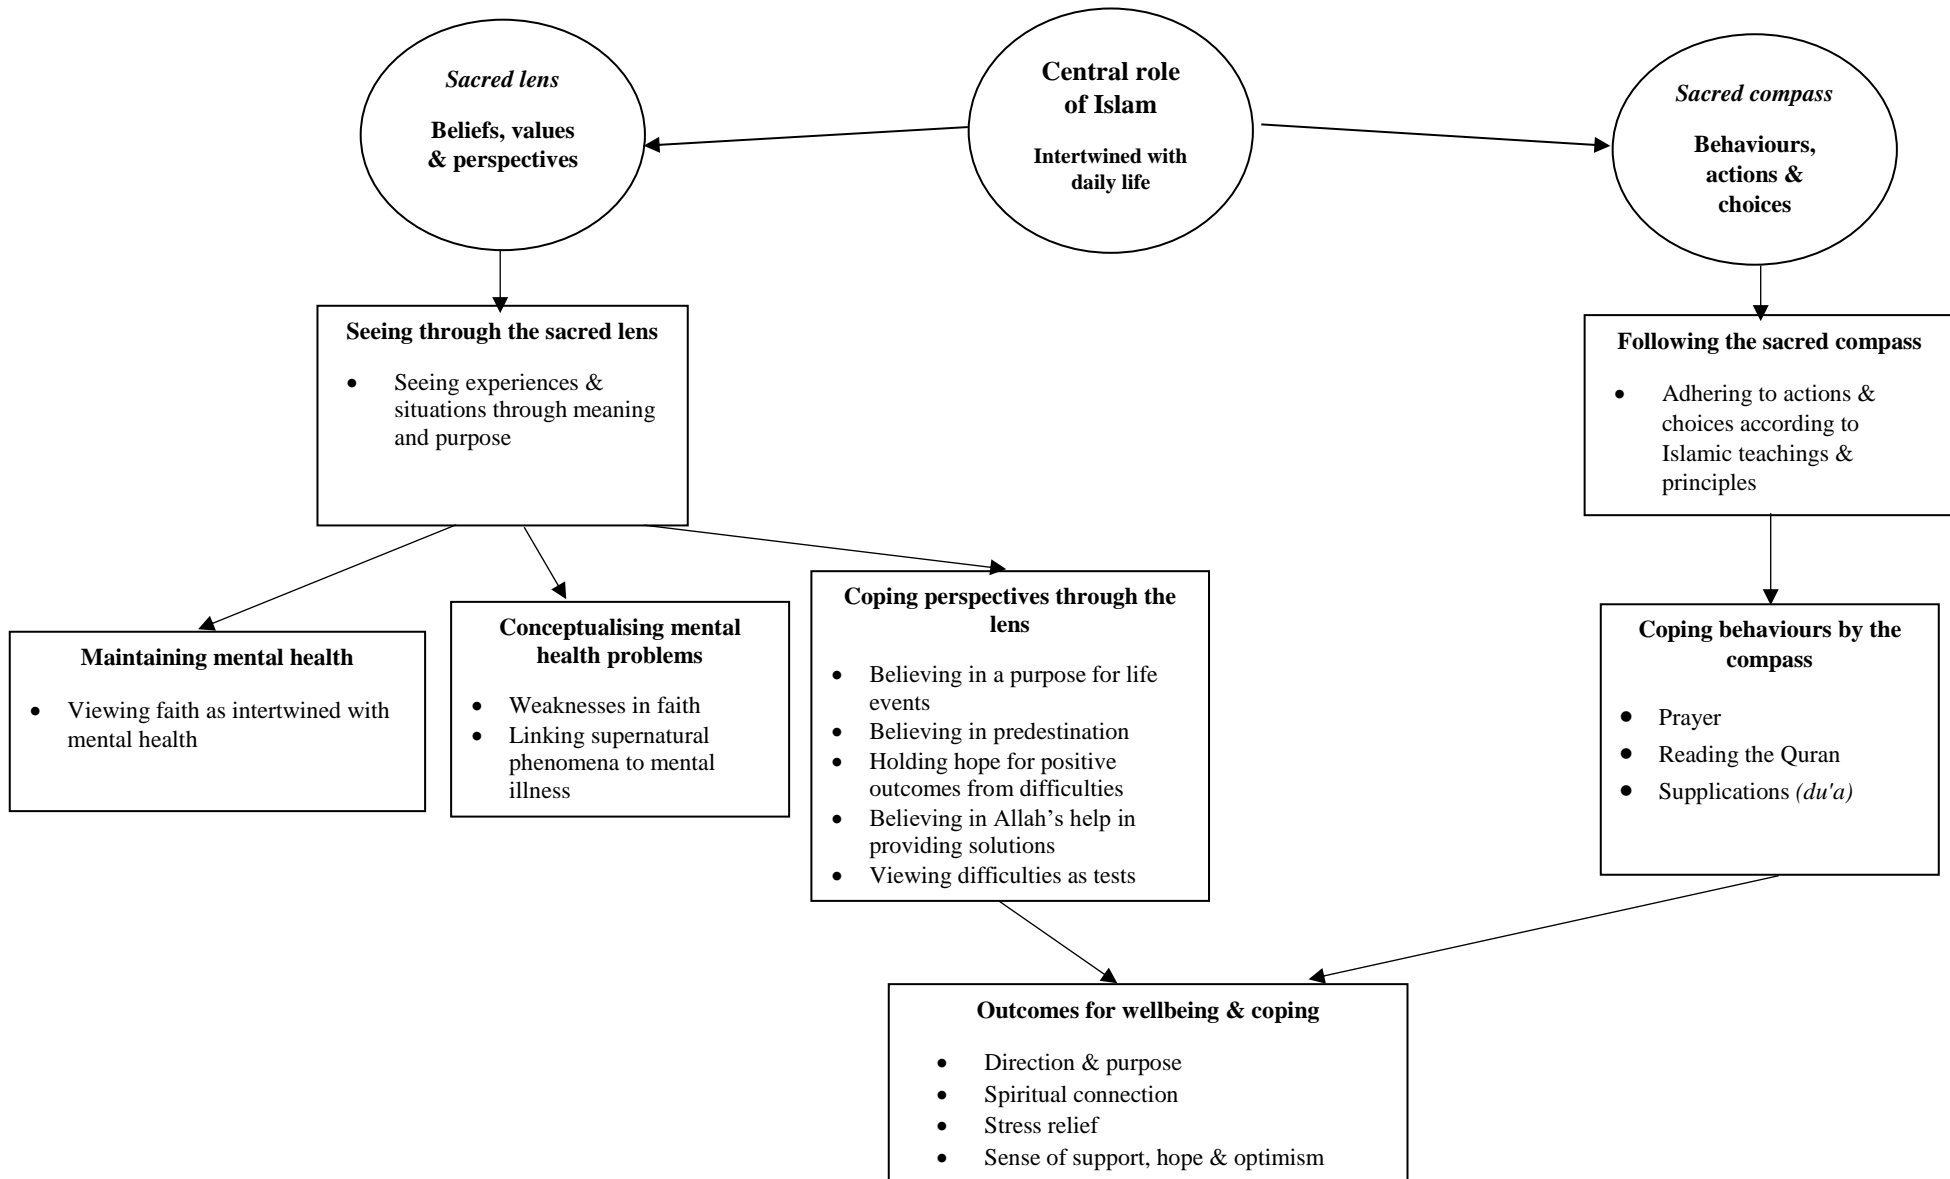 Sacred lens
Beliefs, values
& perspectives
Central role
of Islam
Intertwined with
daily life
Sacred compass
Behaviours,
actions &
choices
Seeing through the sacred lens
• Seeing experiences &
situations through meaning
and purpose
Following the sacred compass
• Adhering to actions &
choices according to
Islamic teachings &
principles
Maintaining mental health
• Viewing faith as intertwined with
mental health
Conceptualising mental
health problems
• Weaknesses in faith
• Linking supernatural
phenomena to mental
illness
Coping perspectives through the
lens
• Believing in a purpose for life
events
• Believing in predestination
• Holding hope for positive
outcomes from difficulties
• Believing in Allah’s help in
providing solutions
• Viewing difficulties as tests
Coping behaviours by the
compass
• Prayer
• Reading the Quran
• Supplications (du'a)
Outcomes for wellbeing & coping
• Direction & purpose
• Spiritual connection
• Stress relief
• Sense of support, hope & optimism